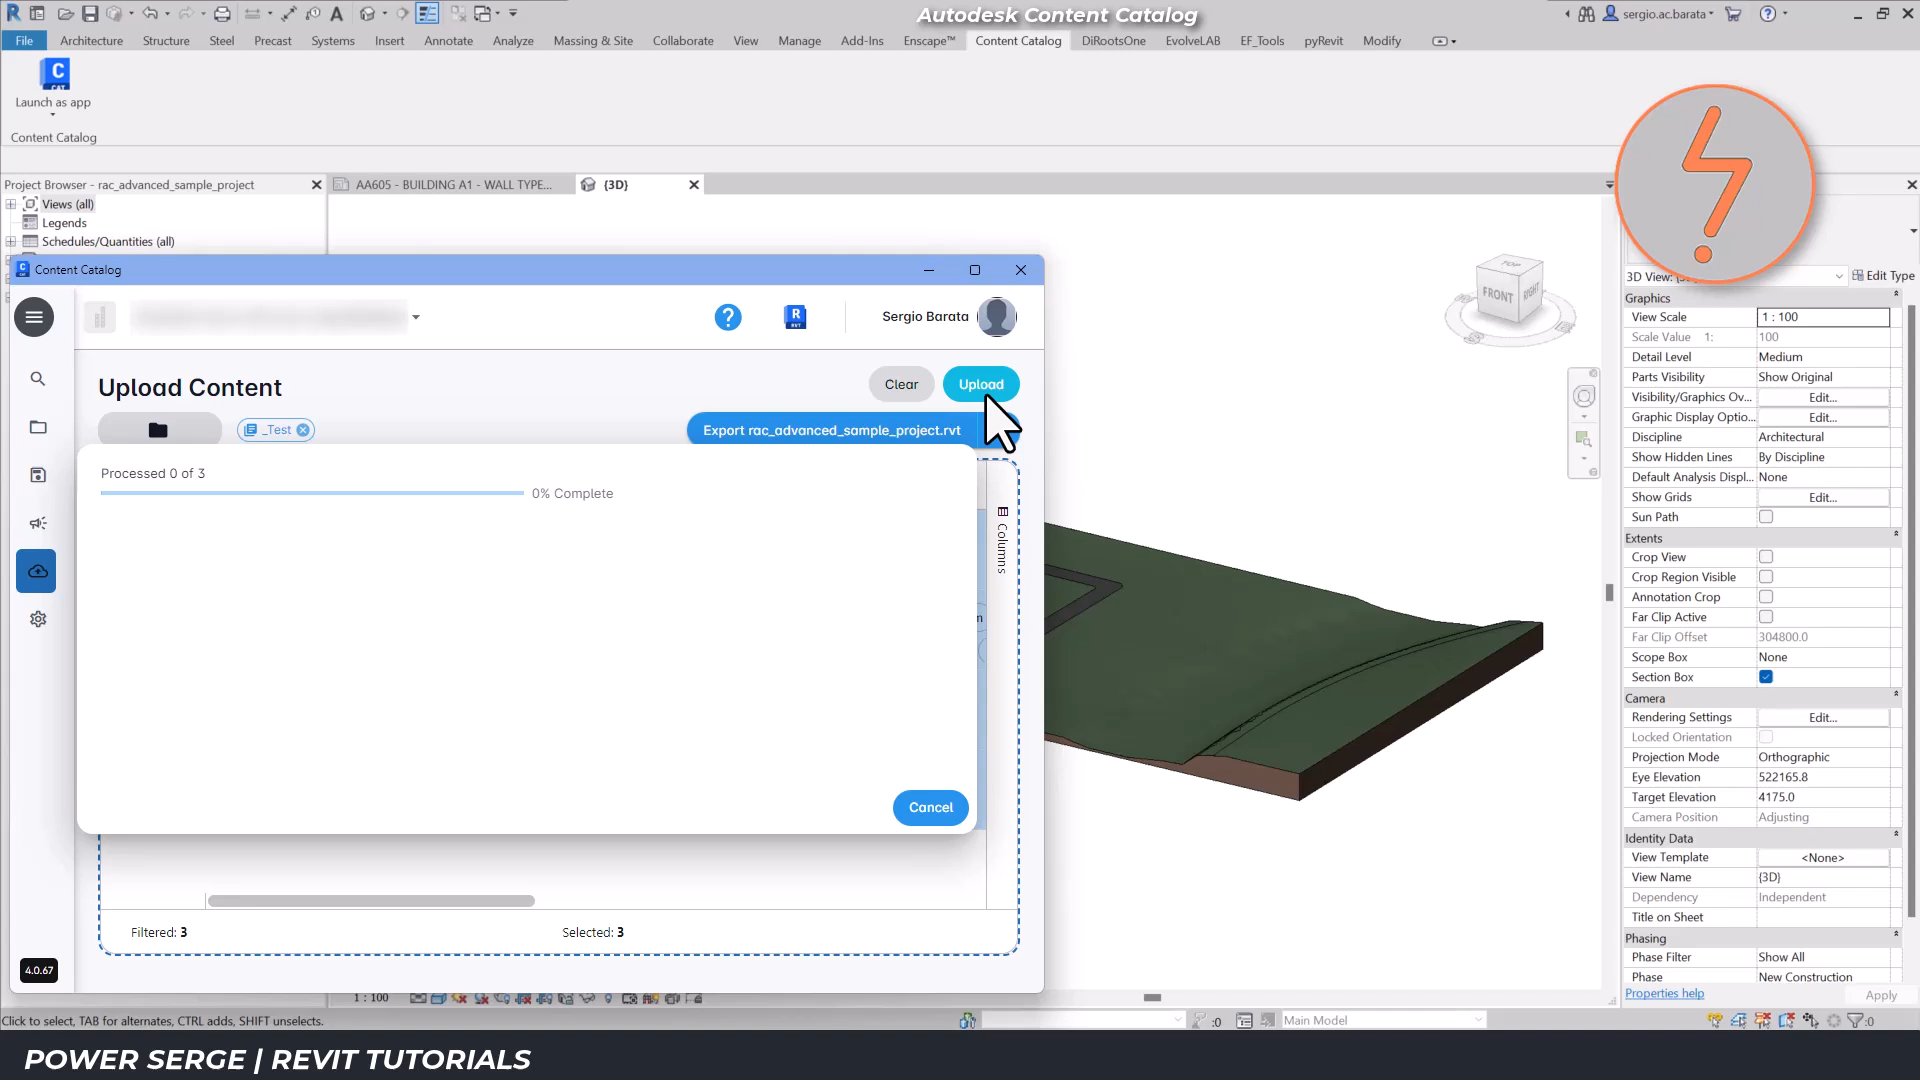 Autodesk Content Catalog
sergio.ac.barata
File Architecture Structure Steel Precast Systems Insert Annotate Analyze Massing & Site Collaborate View Manage Add-Ins Enscape™ Content Catalog DiRootsOne EvolveLAB EF_Tools pyRevit Modify
C
CAT
Launch as app
Content Catalog
Project Browser - rac_advanced_sample_project
AA605 - BUILDING A1 - WALL TYPE...
{3D}
Views (all)
Legends
Schedules/Quantities (all)
Content Catalog
Sergio Barata
Upload Content
Clear
Upload
_Test
Export rac_advanced_sample_project.rvt
Processed 0 of 3
0% Complete
Columns
Cancel
Filtered: 3
Selected: 3
4.0.67
TOP
FRONT
RIGHT
3D View:
Edit Type
Graphics
View Scale 1 : 100
Scale Value 1: 100
Detail Level Medium
Parts Visibility Show Original
Visibility/Graphics Ov... Edit...
Graphic Display Optio... Edit...
Discipline Architectural
Show Hidden Lines By Discipline
Default Analysis Displ... None
Show Grids Edit...
Sun Path
Extents
Crop View
Crop Region Visible
Annotation Crop
Far Clip Active
Far Clip Offset 304800.0
Scope Box None
Section Box
Camera
Rendering Settings Edit...
Locked Orientation
Projection Mode Orthographic
Eye Elevation 522165.8
Target Elevation 4175.0
Camera Position Adjusting
Identity Data
View Template <None>
View Name {3D}
Dependency Independent
Title on Sheet
Phasing
Phase Filter Show All
Phase New Construction
Properties help
Apply
1 : 100
Click to select, TAB for alternates, CTRL adds, SHIFT unselects.
:0
Main Model
:0
POWER SERGE | REVIT TUTORIALS